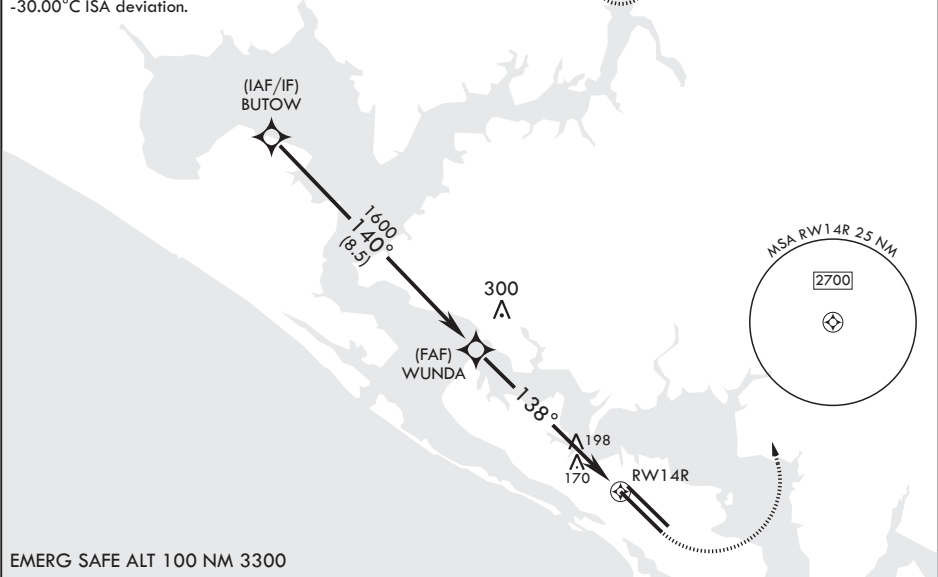 -30.00°C ISA deviation.
(IAF/IF)
BUTOW
1600
140°
(8.5)
MSA RW14R 25 NM
2700
300
(FAF)
WUNDA
138°
198
170
RW14R
EMERG SAFE ALT 100 NM 3300